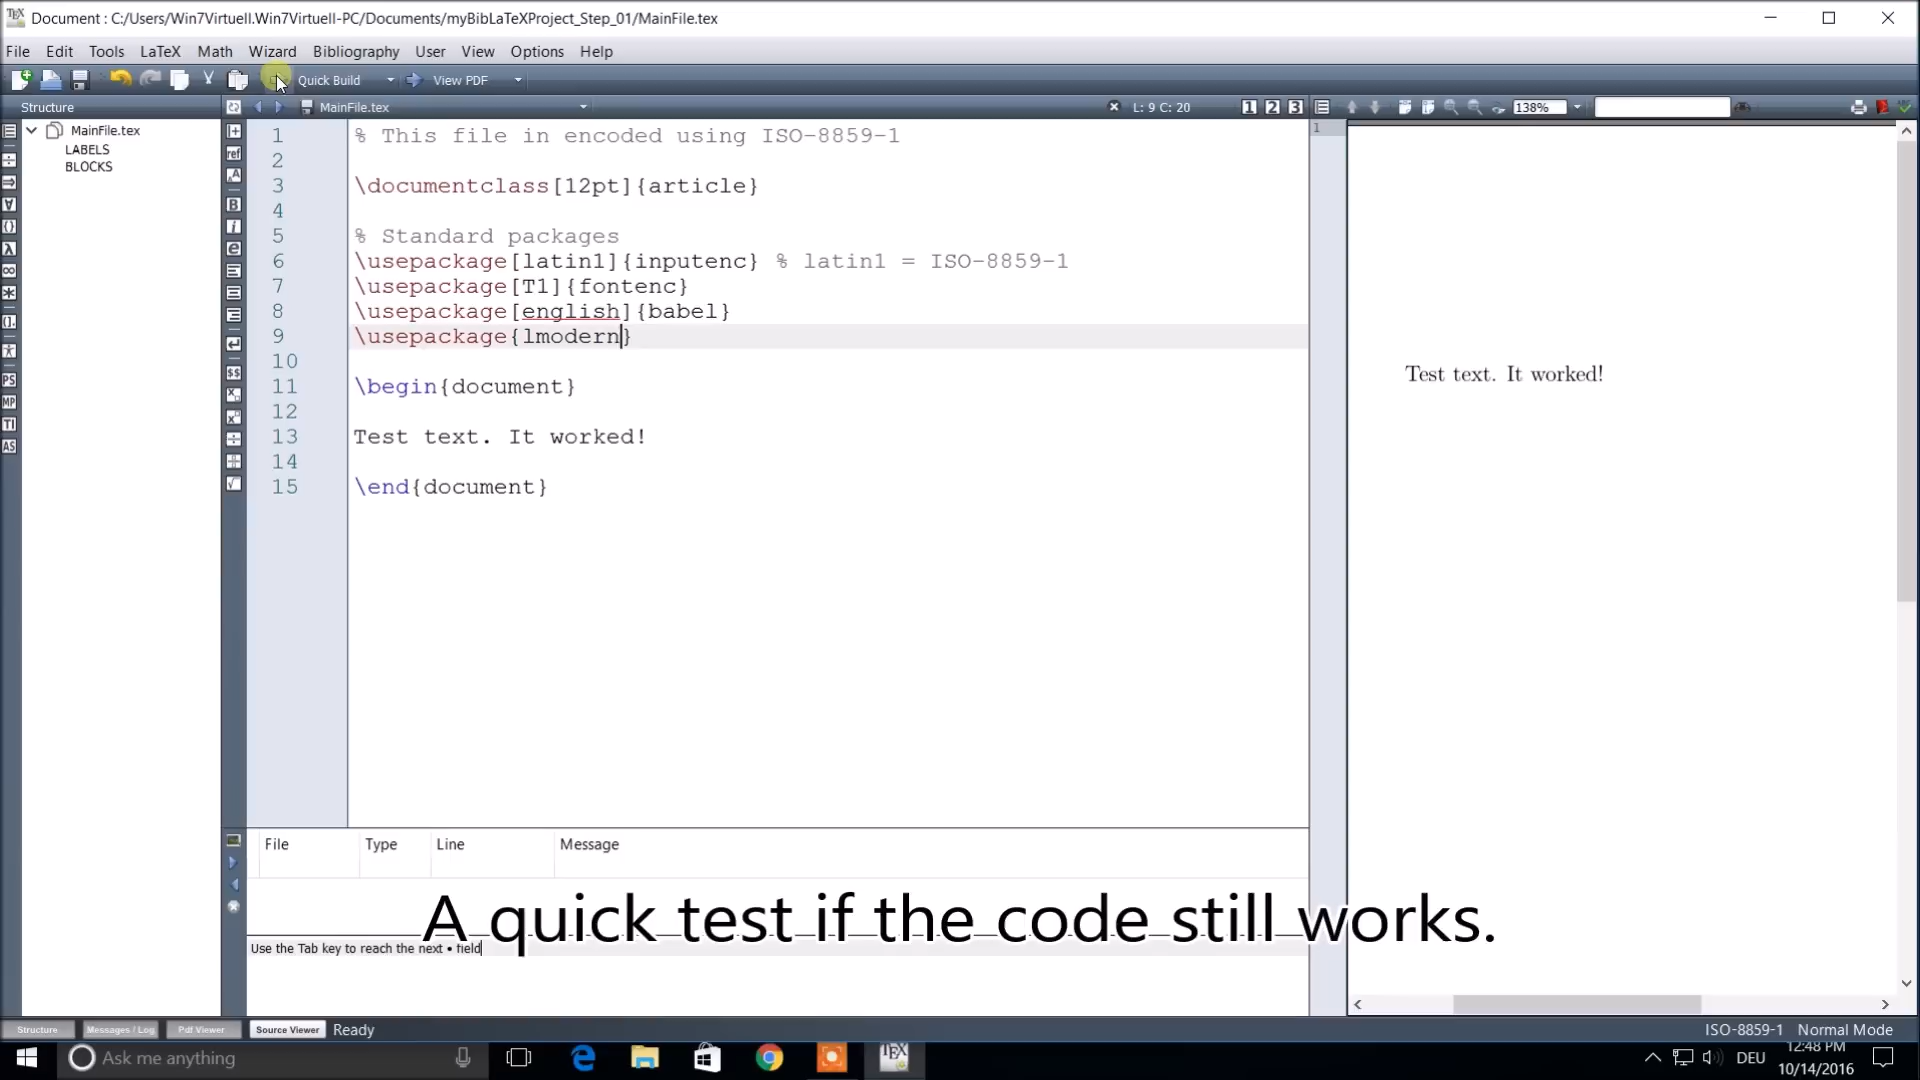 Document : C:/Users/Win7Virtuell.Win7Virtuell-PC/Documents/myBibLaTeXProject_Step_01/MainFile.tex
File Edit Tools LaTeX Math Wizard Bibliography User View Options Help
Quick Build View PDF
Structure MainFile.tex L: 9 C: 20 1 2 3 138%
MainFile.tex
LABELS
BLOCKS
1 % This file in encoded using ISO-8859-1
2
3 \documentclass[12pt]{article}
4
5 % Standard packages
6 \usepackage[latin1]{inputenc} % latin1 = ISO-8859-1
7 \usepackage[T1]{fontenc}
8 \usepackage[english]{babel}
9 \usepackage{lmodern}
10
11 \begin{document}
12
13 Test text. It worked!
14
15 \end{document}
1
Test text. It worked!
File Type Line Message
A quick test if the code still works.
Use the Tab key to reach the next • field
Structure Messages / Log Pdf Viewer Source Viewer Ready ISO-8859-1 Normal Mode
Ask me anything DEU 12:48 PM
10/14/2016